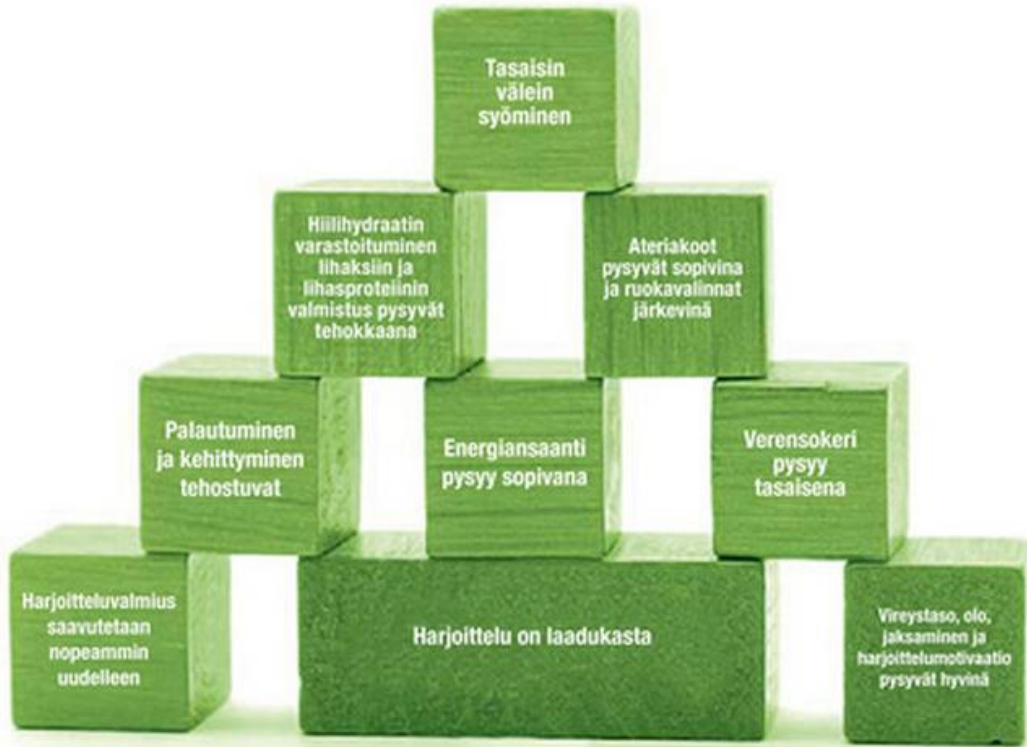 Tasaisin
välein
syöminen
Hiilihydraatin
varastoituminen
lihaksiin ja
lihasproteiinin
valmistus pysyvät
tehokkaana
Ateriakoot
pysyvät sopivina
ja ruokavalinnat
järkevinä
Palautuminen
ja kehittyminen
tehostuvat
Energiansaanti
pysyy sopivana
Verensokeri
pysyy
tasaisena
Harjoitteluvalmius
saavutetaan
nopeammin
uudelleen
Harjoittelu on laadukasta
Vireystaso, olo,
jaksaminen ja
harjoittelumotivaatio
pysyvät hyvinä